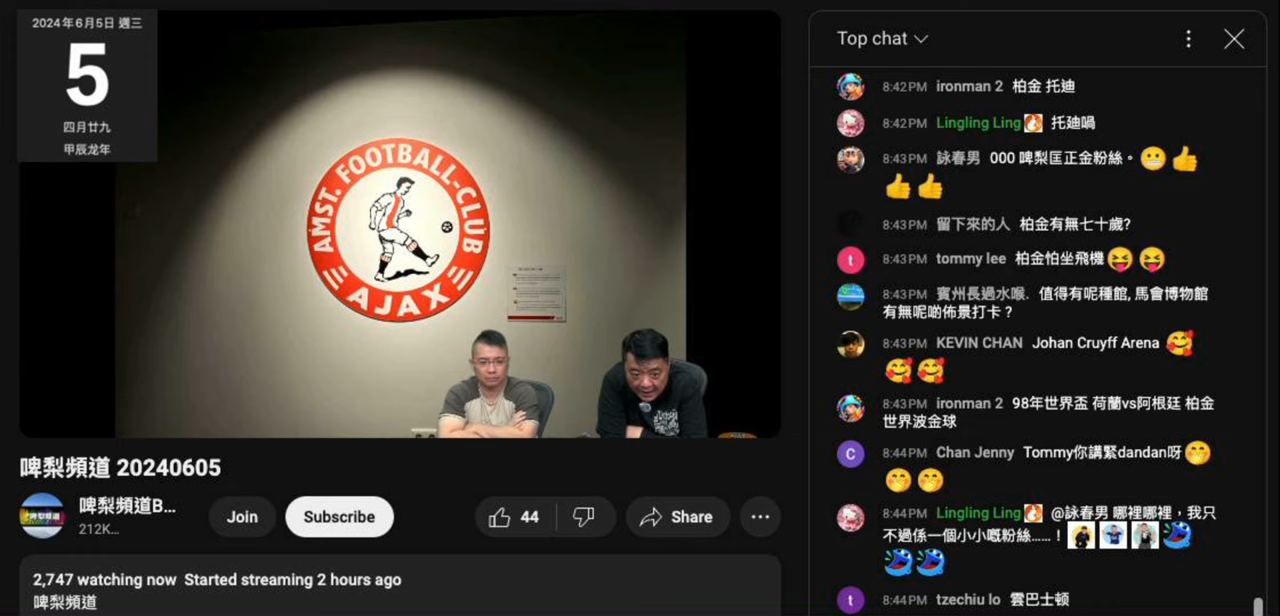 2024年6月5日 週三
5
四月廿九
甲辰龙年
AMST. FOOTBALL-CLUB
AJAX
啤梨頻道 20240605
啤梨頻道
啤梨頻道B...
212K...
Join
Subscribe
44
Share
2,747 watching now Started streaming 2 hours ago
啤梨頻道
Top chat
8:42PM ironman 2 柏金 托迪
8:42PM Lingling Ling 托迪喎
8:43PM 詠春男 000 啤梨匡正金粉絲。😬👍
👍👍
8:43PM 留下來的人 柏金有無七十歲?
t
8:43PM tommy lee 柏金怕坐飛機😝😝
8:43PM 賓州長過水喉. 值得有呢種館, 馬會博物館
有無呢啲佈景打卡？
8:43PM KEVIN CHAN Johan Cruyff Arena 🥰
🥰🥰
8:43PM ironman 2 98年世界盃 荷蘭vs阿根廷 柏金
世界波金球
C
8:44PM Chan Jenny Tommy你講緊dandan呀🤭
🤭🤭
8:44PM Lingling Ling @詠春男 哪裡哪裡，我只
不過係一個小小嘅粉絲……！
t
8:44PM tzechiu lo 雲巴士頓